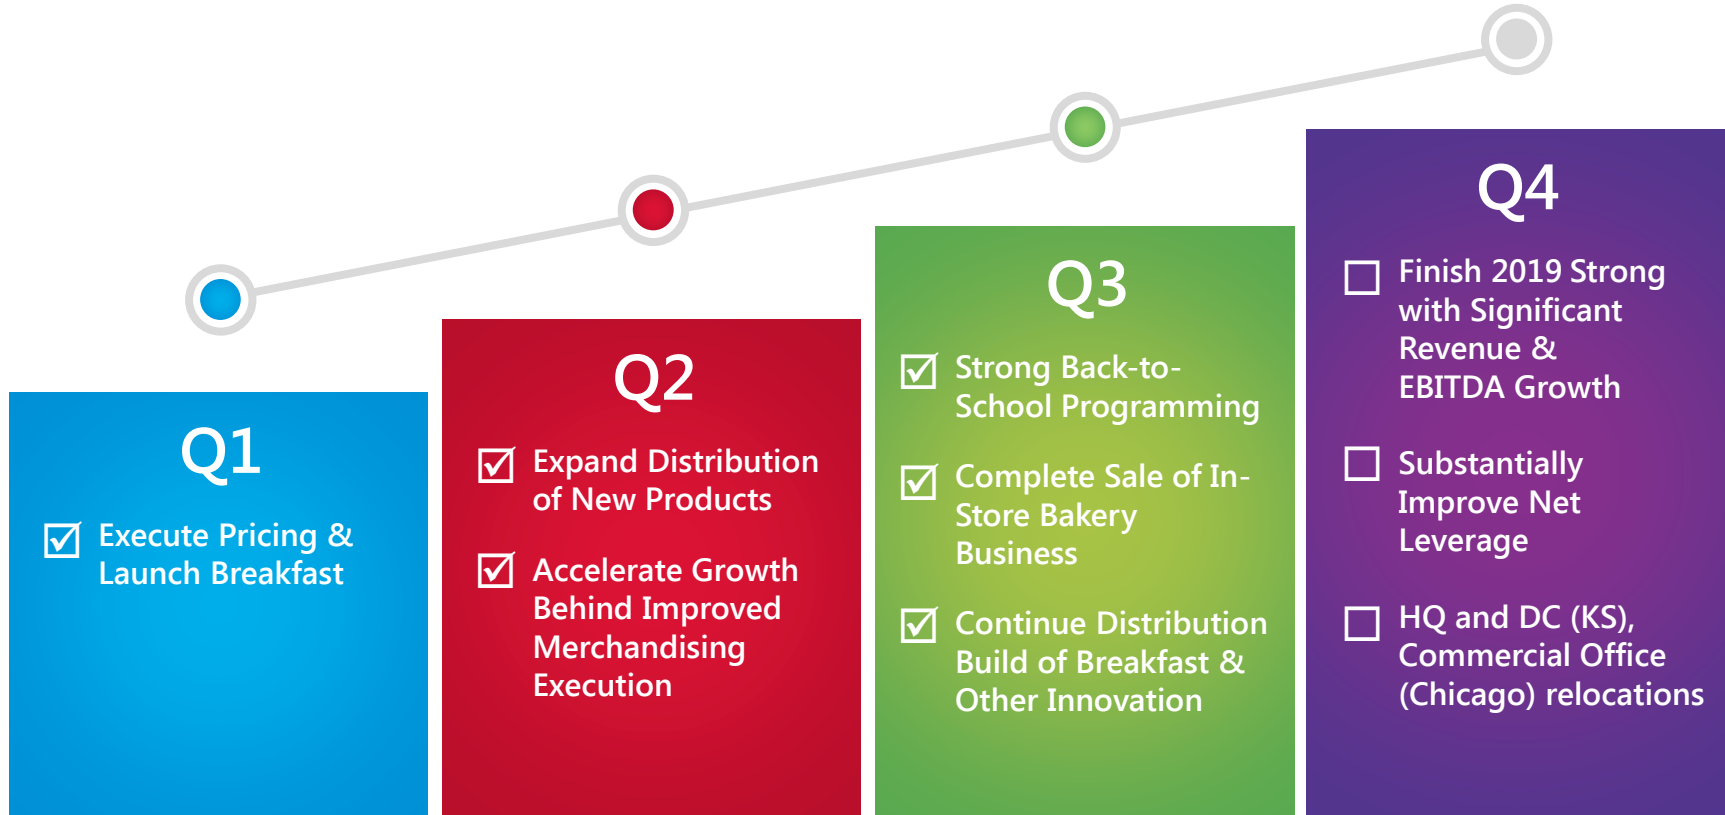 Q1
Execute Pricing &
Launch Breakfast
Q2
Expand Distribution
of New Products
Accelerate Growth
Behind Improved
Merchandising
Execution
Q3
Strong Back-to-
School Programming
Complete Sale of In-
Store Bakery
Business
Continue Distribution
Build of Breakfast &
Other Innovation
Q4
Finish 2019 Strong
with Significant
Revenue &
EBITDA Growth
Substantially
Improve Net
Leverage
HQ and DC (KS),
Commercial Office
(Chicago) relocations